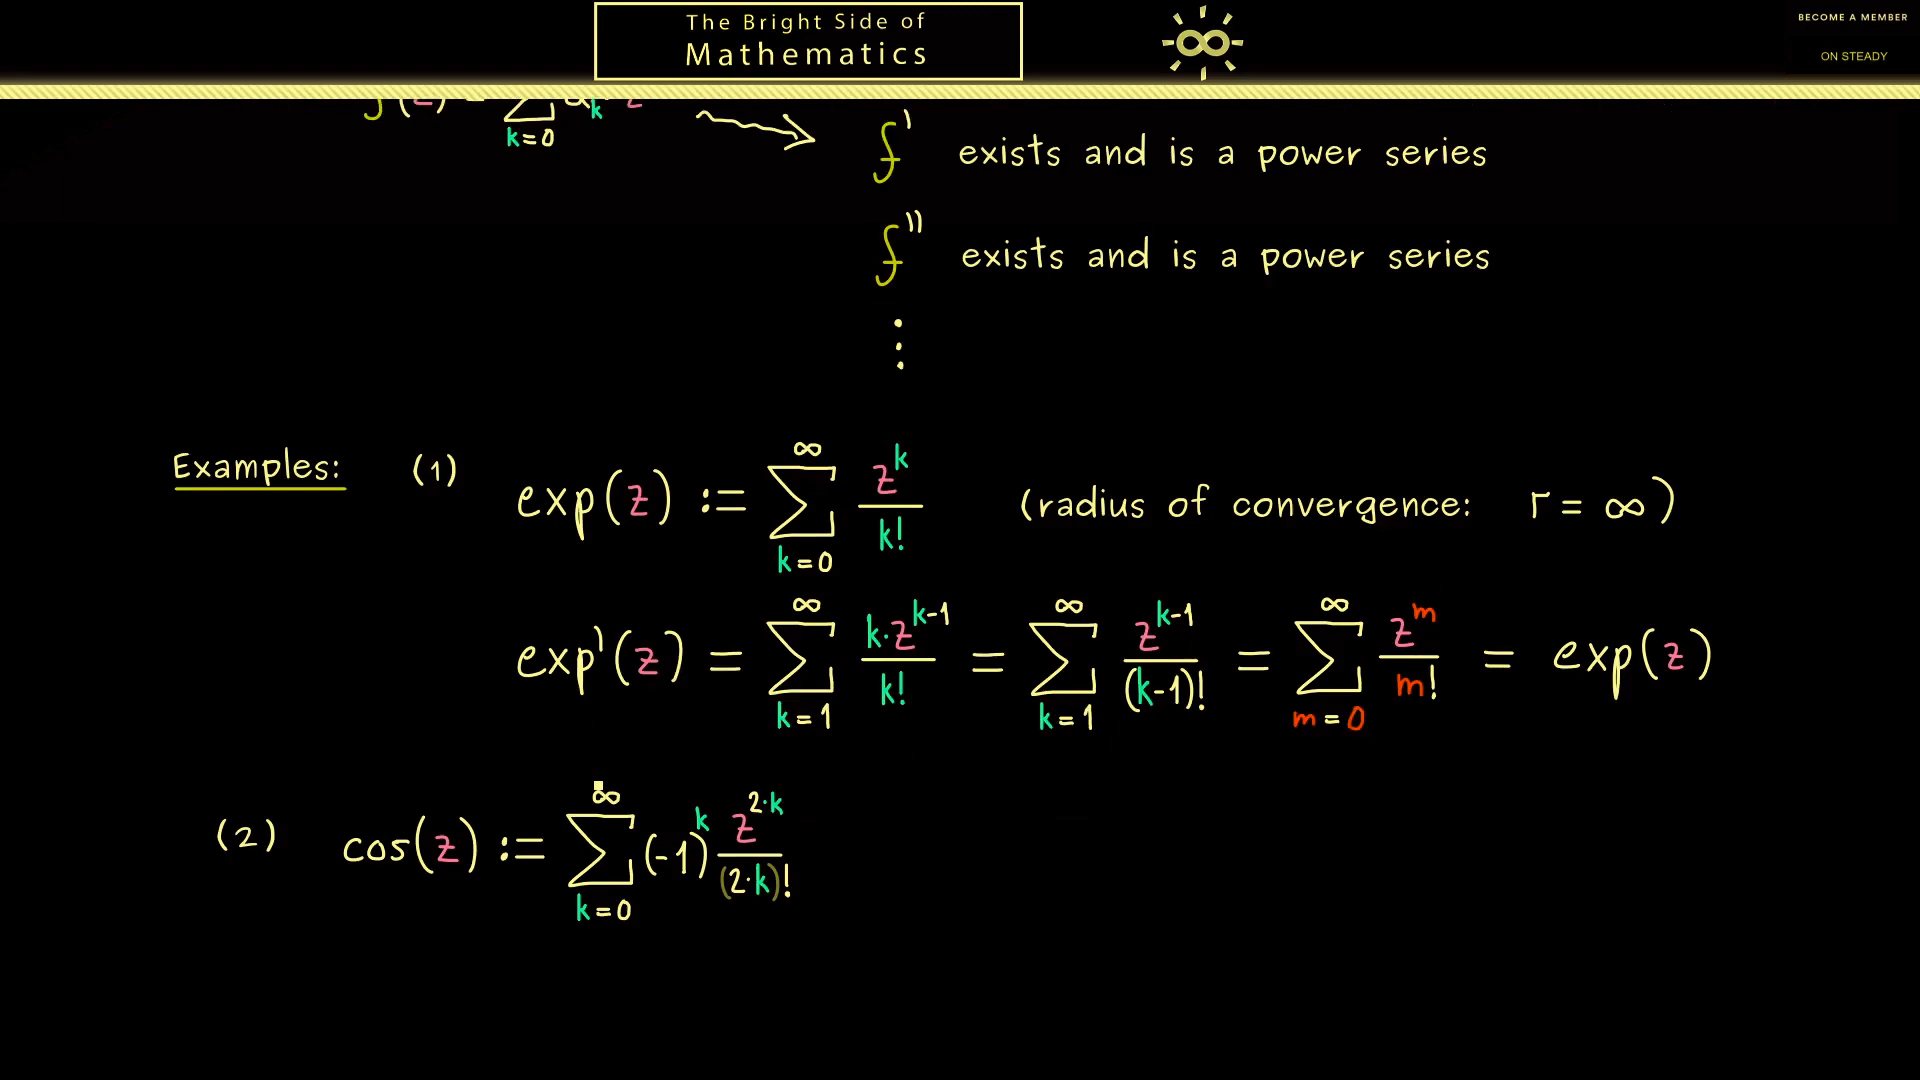 The Bright Side of
Mathematics
BECOME A MEMBER
ON STEADY
k=0
f' exists and is a power series
f'' exists and is a power series
⋮
Examples: (1) exp(z) := ∑_{k=0}^{∞} z^k / k! (radius of convergence: r = ∞)
exp'(z) = ∑_{k=1}^{∞} k·z^{k-1} / k! = ∑_{k=1}^{∞} z^{k-1} / (k-1)! = ∑_{m=0}^{∞} z^m / m! = exp(z)
(2) cos(z) := ∑_{k=0}^{∞} (-1)^k z^{2·k} / (2·k)!